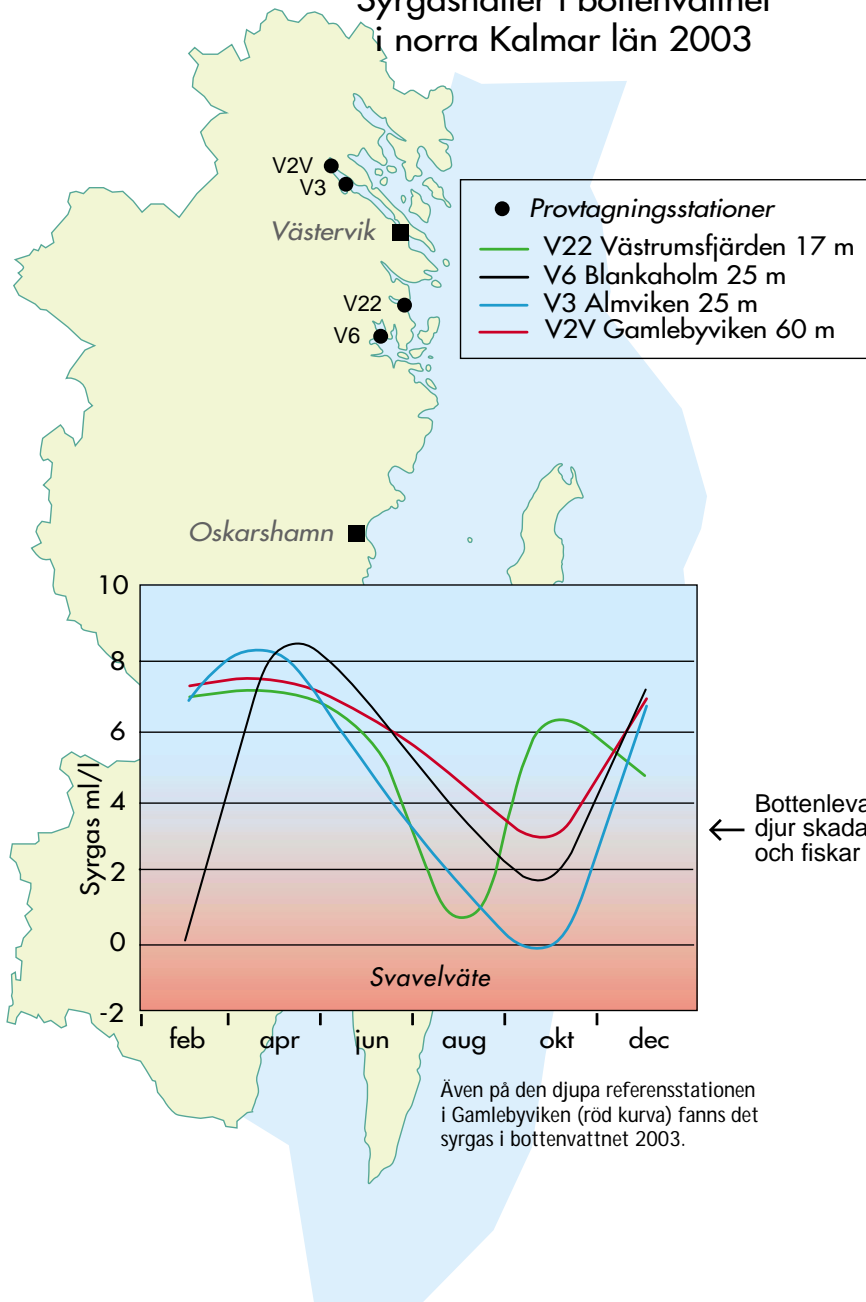 Syrgashalter i bottenvattnet
i norra Kalmar län 2003
V2V
V3
Västervik
V22
V6
Oskarshamn
Provtagningsstationer
V22 Västrumsfjärden 17 m
V6 Blankaholm 25 m
V3 Almviken 25 m
V2V Gamlebyviken 60 m
Syrgas ml/l
10
8
6
4
2
0
-2
Svavelväte
feb apr jun aug okt dec
djur skada
och fiskar
Även på den djupa referensstationen
i Gamlebyviken (röd kurva) fanns det
syrgas i bottenvattnet 2003.